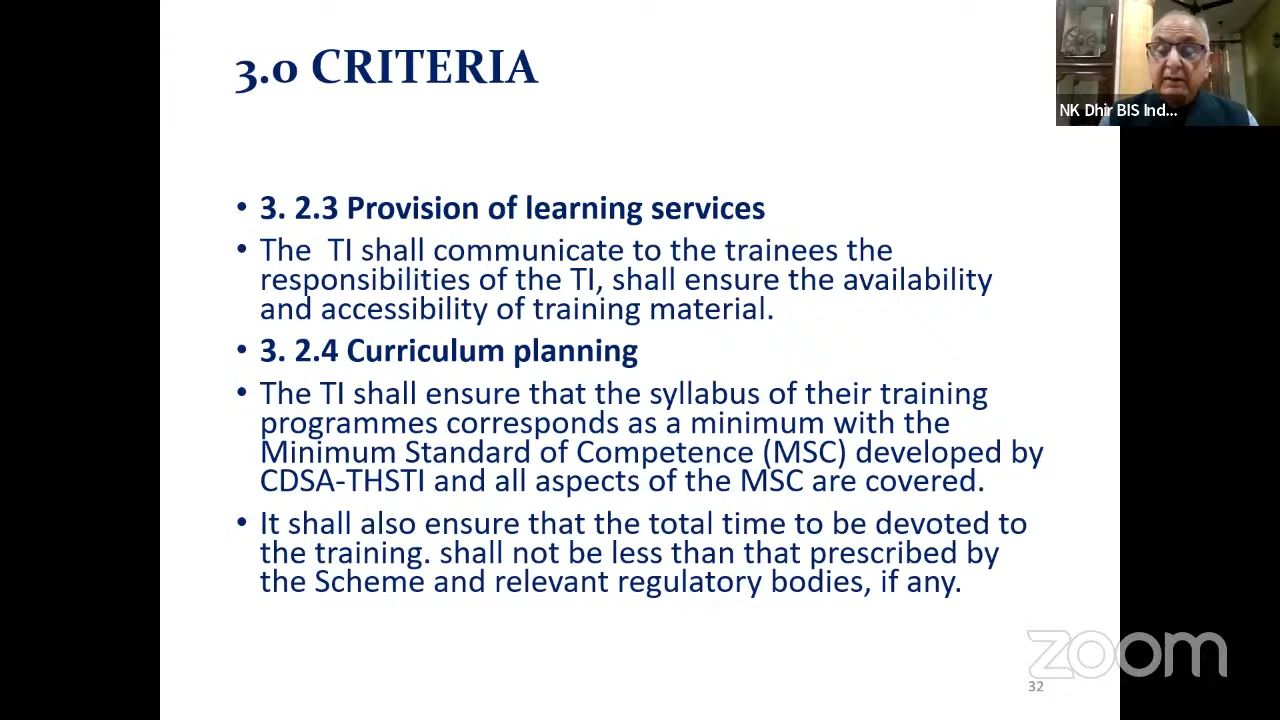 3.0 CRITERIA
NK Dhir BIS Ind...
• 3. 2.3 Provision of learning services
• The  TI shall communicate to the trainees the
responsibilities of the TI, shall ensure the availability
and accessibility of training material.
• 3. 2.4 Curriculum planning
• The TI shall ensure that the syllabus of their training
programmes corresponds as a minimum with the
Minimum Standard of Competence (MSC) developed by
CDSA-THSTI and all aspects of the MSC are covered.
• It shall also ensure that the total time to be devoted to
the training. shall not be less than that prescribed by
the Scheme and relevant regulatory bodies, if any.
zoom
32